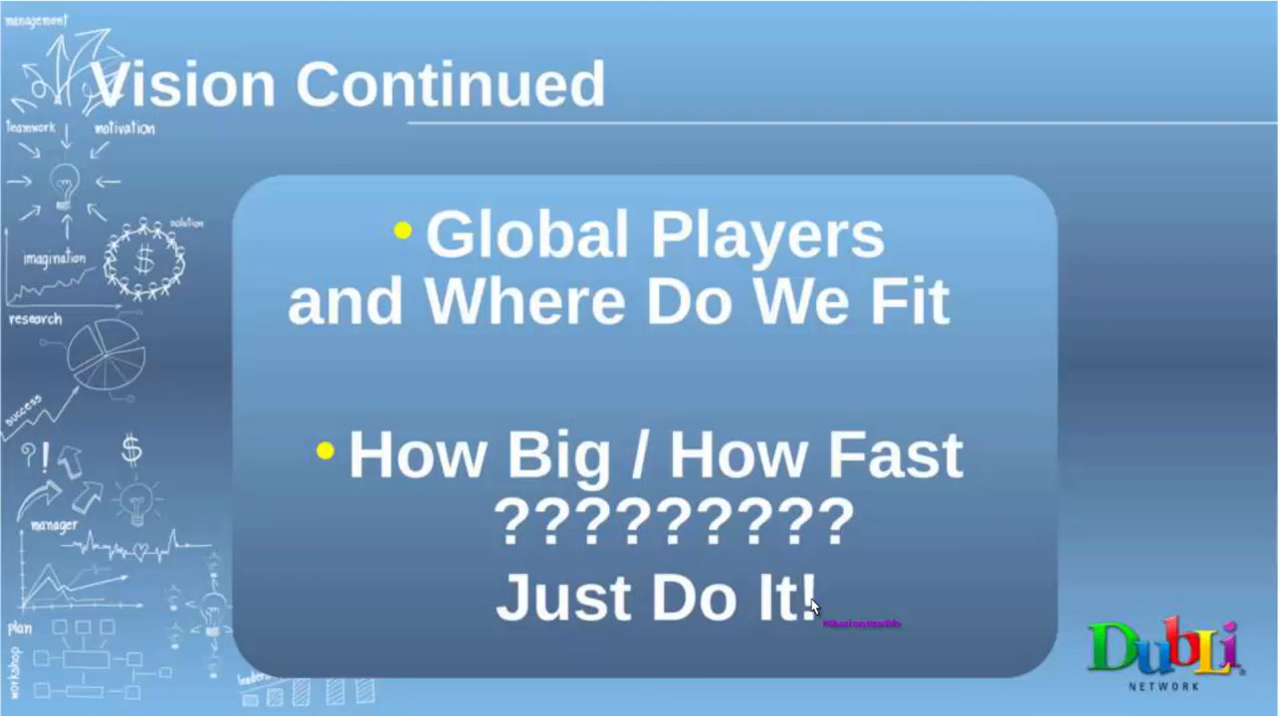 management
Vision Continued
teamwork
motivation
solution
• Global Players
and Where Do We Fit
imagination
$
research
success
• How Big / How Fast
?????????
?!
$
manager
Just Do It!
plan
workshop
DubLi
NETWORK